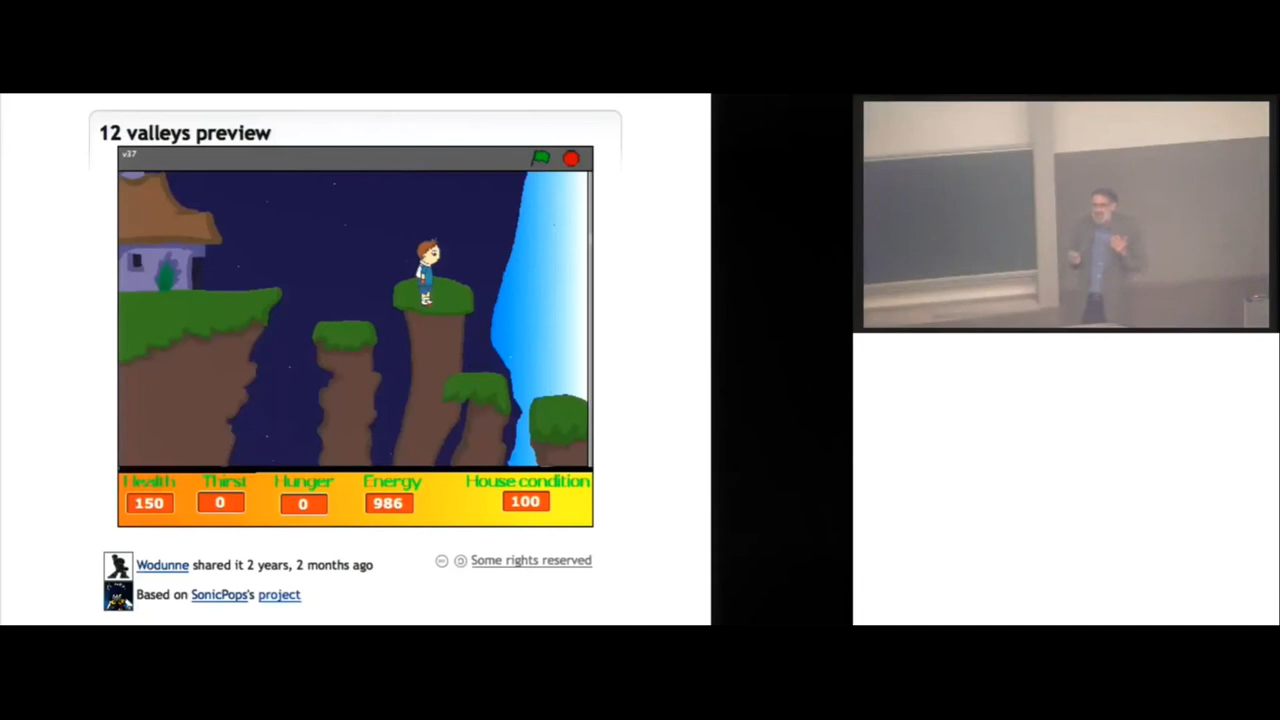 12 valleys preview
v37
Health Thirst Hunger Energy House condition
150 0 0 986 100
Wodunne shared it 2 years, 2 months ago
Some rights reserved
Based on SonicPops's project